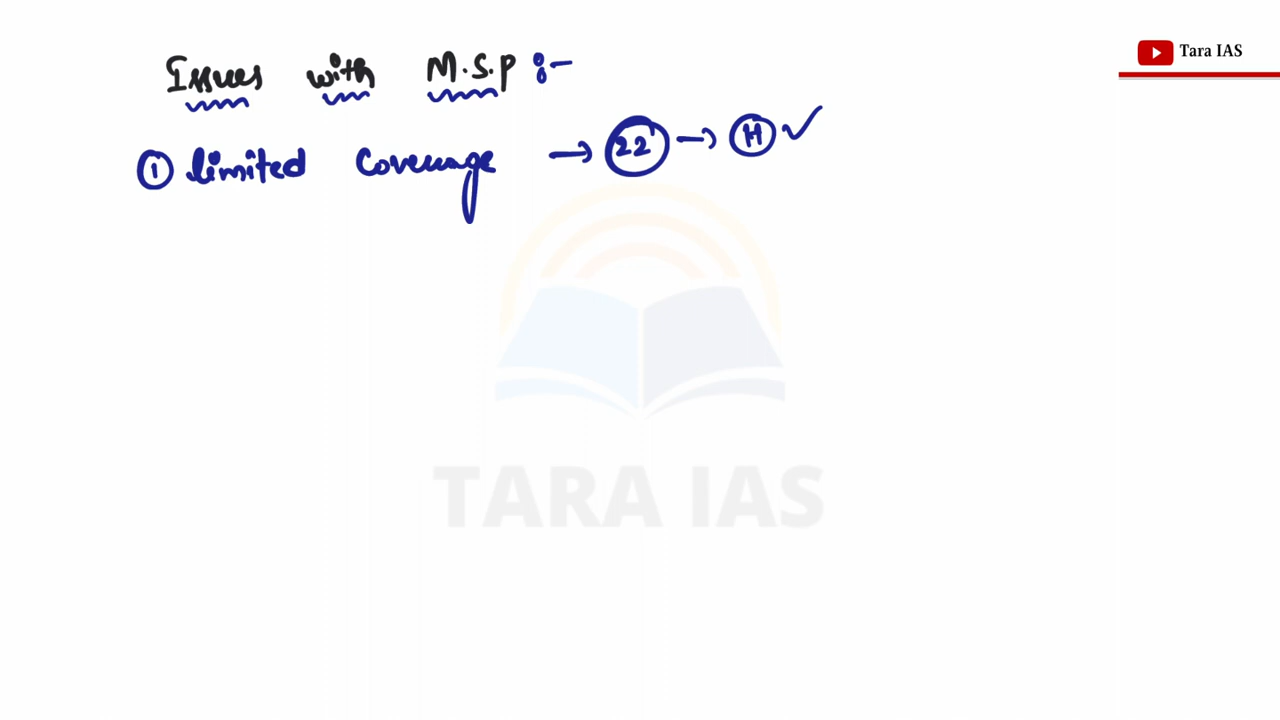 Tara IAS
Issues with M.S.P :-
① limited Coverage → 22 → H ✓
TARA IAS